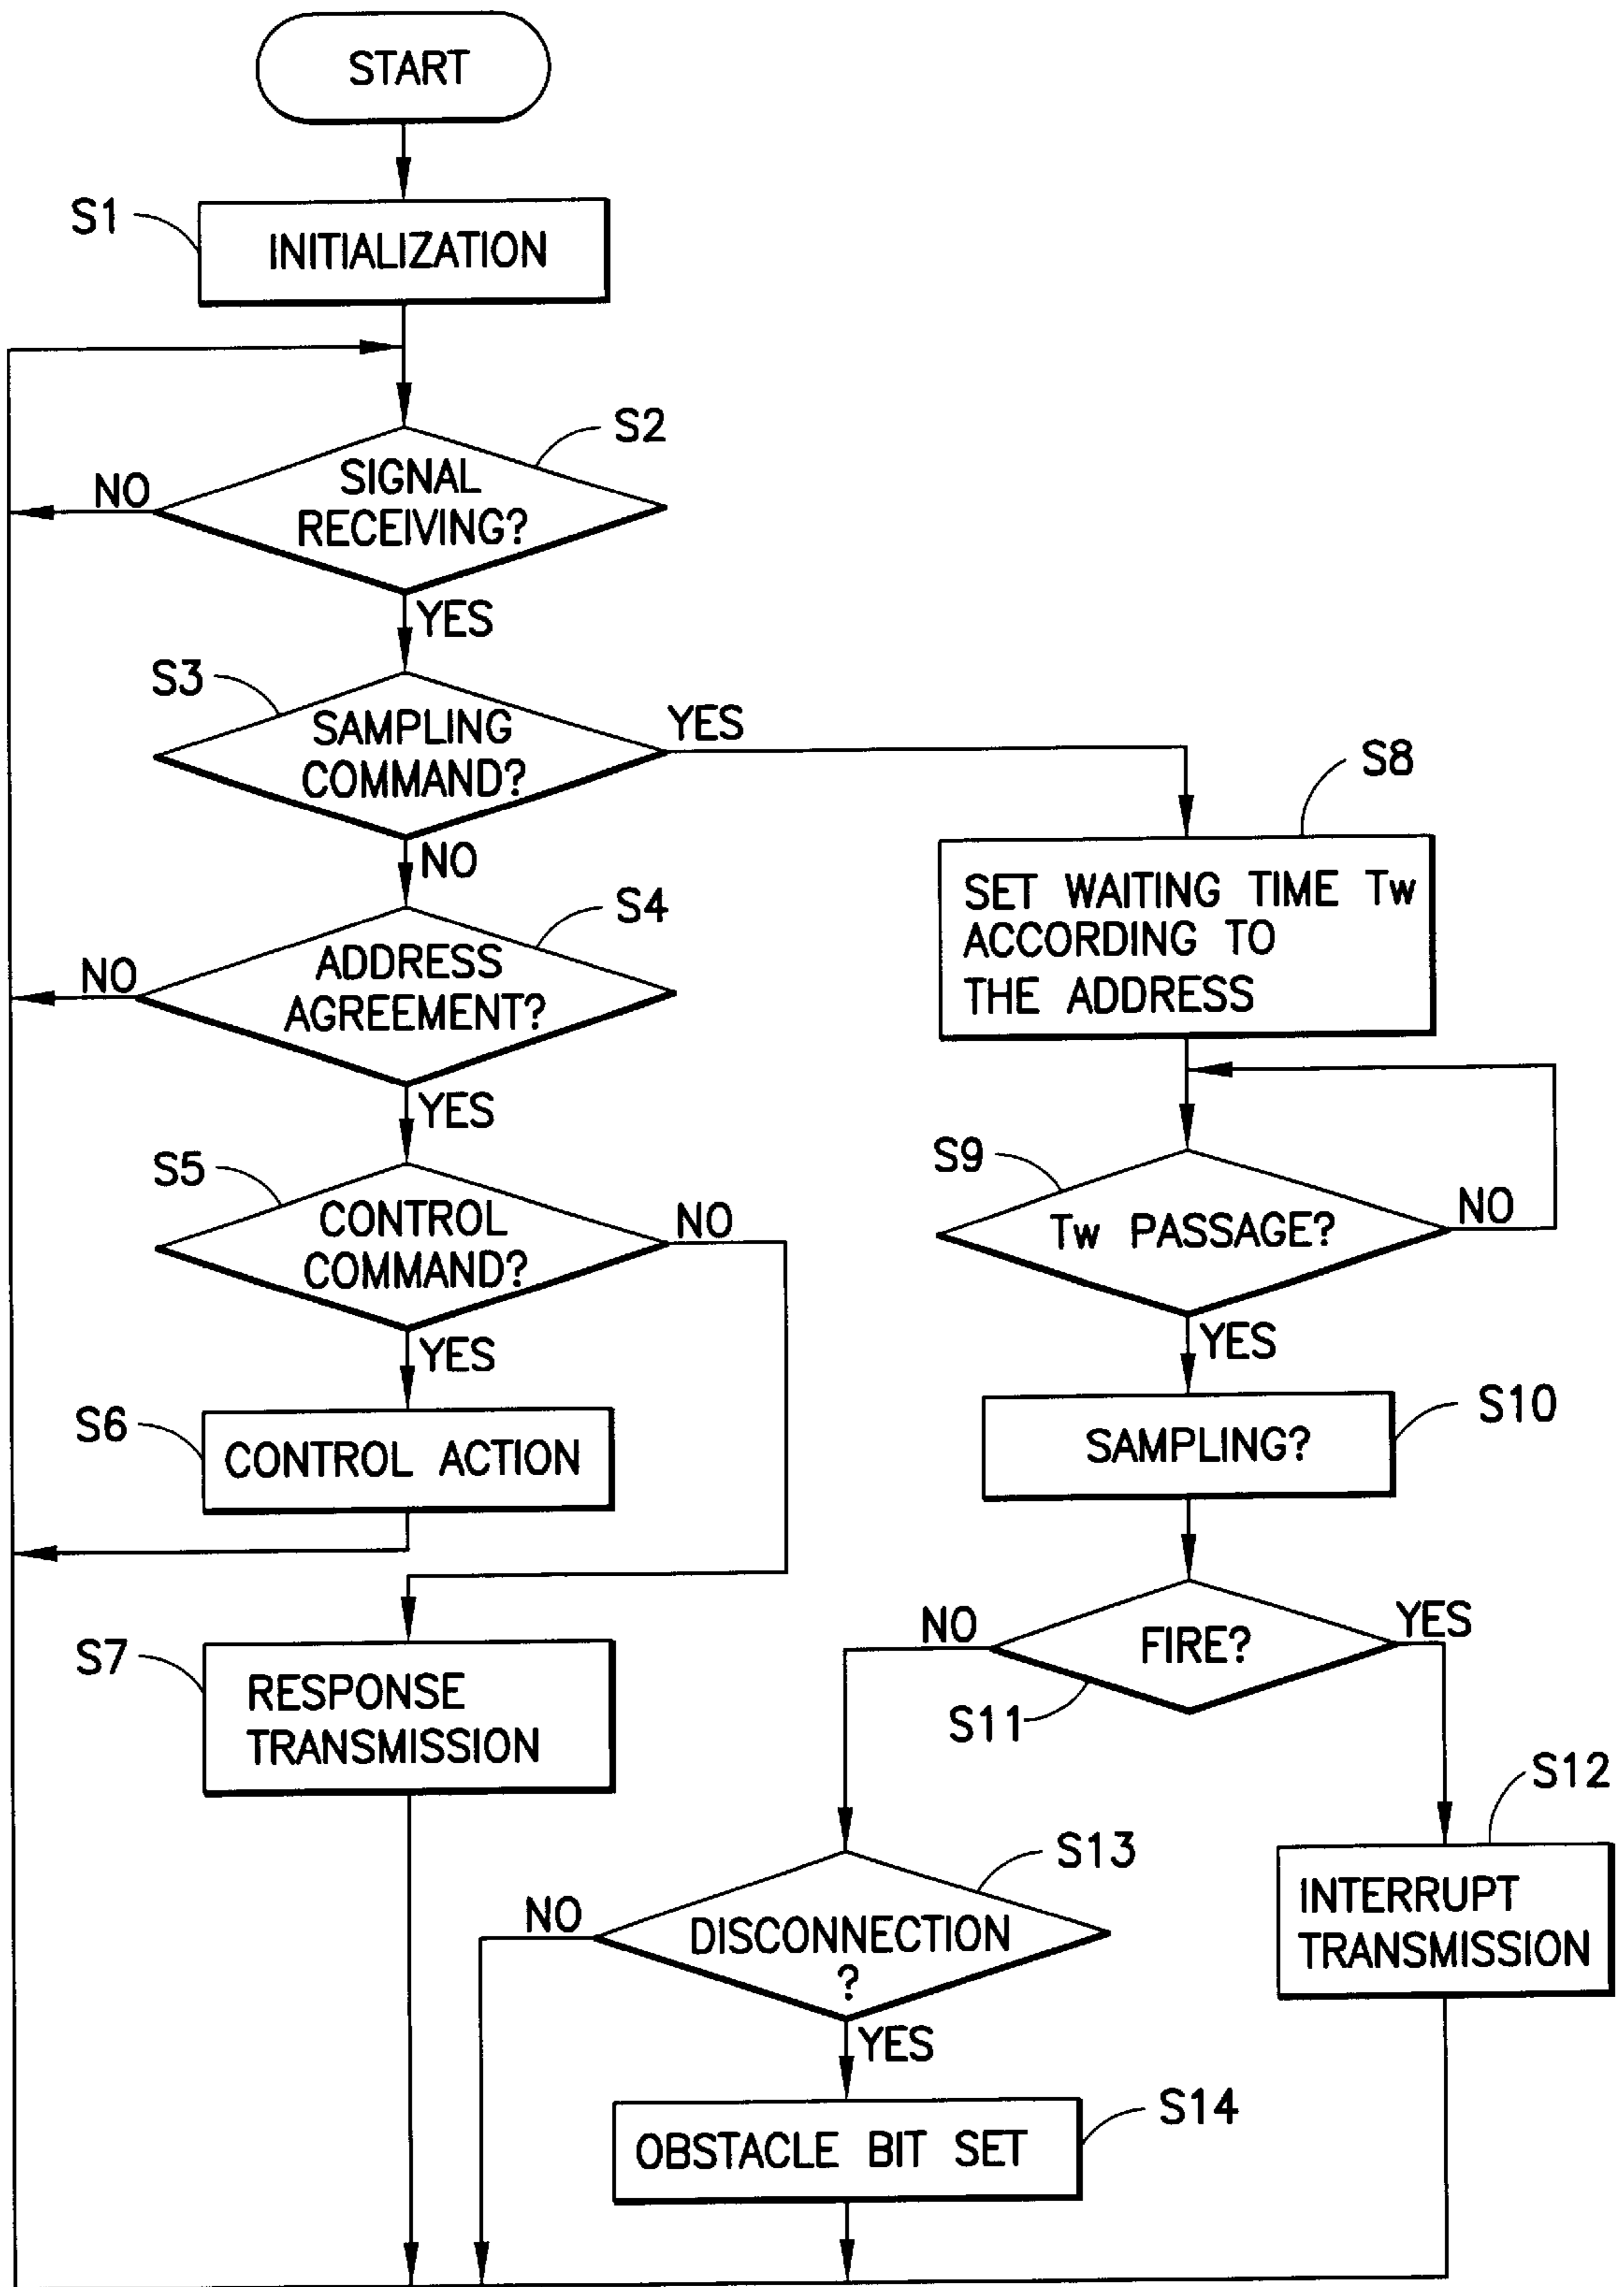 START
S1
INITIALIZATION
S2
SIGNAL
RECEIVING?
NO
YES
S3
SAMPLING
COMMAND?
YES
NO
S4
ADDRESS
AGREEMENT?
NO
YES
S5
CONTROL
COMMAND?
NO
YES
S6
CONTROL ACTION
S7
RESPONSE
TRANSMISSION
S8
SET WAITING TIME Tw
ACCORDING TO
THE ADDRESS
S9
Tw PASSAGE?
NO
YES
S10
SAMPLING?
NO
FIRE?
YES
S11
S12
INTERRUPT
TRANSMISSION
S13
NO
DISCONNECTION
?
YES
S14
OBSTACLE BIT SET